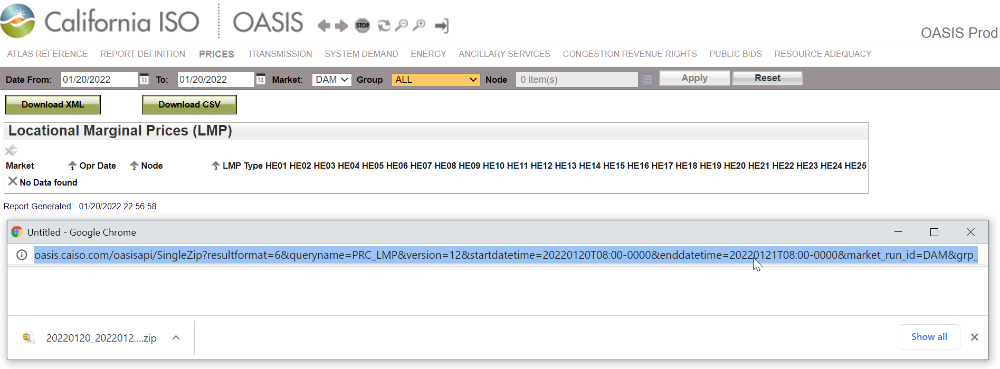 California ISO OASIS STOP
OASIS Prod
ATLAS REFERENCE REPORT DEFINITION PRICES TRANSMISSION SYSTEM DEMAND ENERGY ANCILLARY SERVICES CONGESTION REVENUE RIGHTS PUBLIC BIDS RESOURCE ADEQUACY
Date From: 01/20/2022 31 To: 01/20/2022 31 Market: DAM Group ALL Node 0 item(s) Apply Reset
Download XML Download CSV
Locational Marginal Prices (LMP)
Market 1 Opr Date 2 Node 3 LMP Type HE01 HE02 HE03 HE04 HE05 HE06 HE07 HE08 HE09 HE10 HE11 HE12 HE13 HE14 HE15 HE16 HE17 HE18 HE19 HE20 HE21 HE22 HE23 HE24 HE25
No Data found
Report Generated: 01/20/2022 22:56:58
Untitled - Google Chrome
oasis.caiso.com/oasisapi/SingleZip?resultformat=6&queryname=PRC_LMP&version=12&startdatetime=20220120T08:00-0000&enddatetime=20220121T08:00-0000&market_run_id=DAM&grp_
20220120_2022012....zip Show all